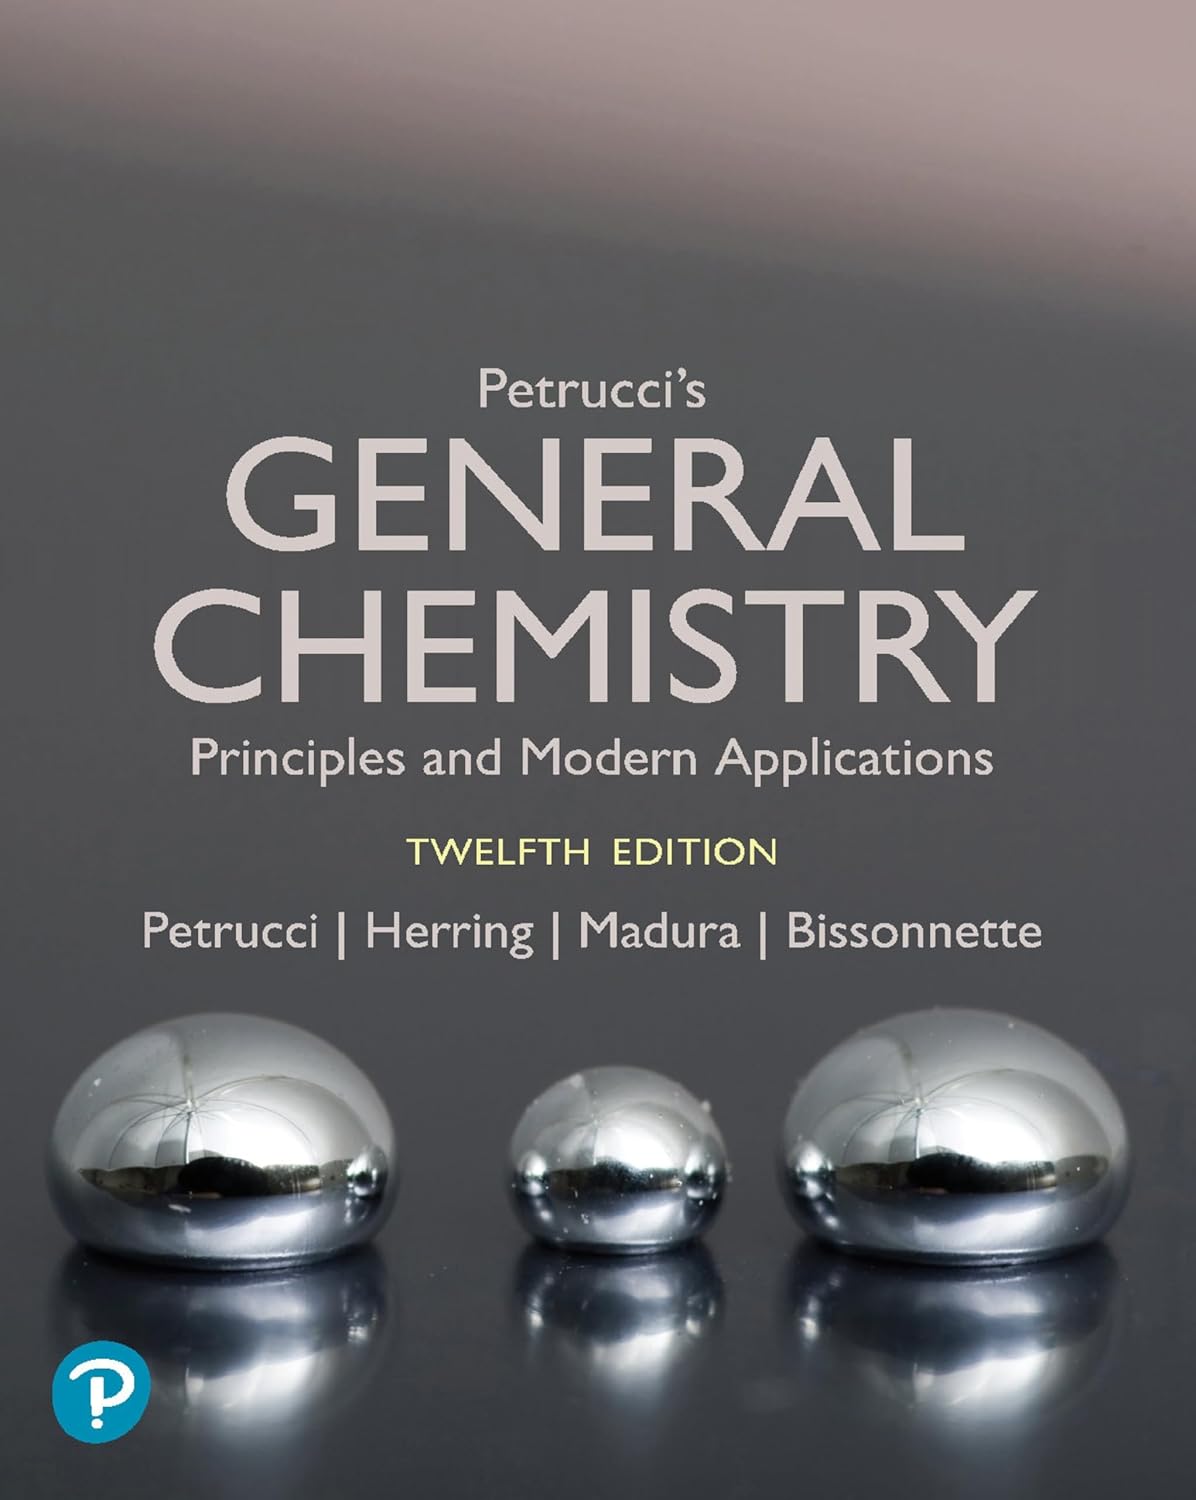 Petrucci's
GENERAL
CHEMISTRY
Principles and Modern Applications
TWELFTH EDITION
Petrucci | Herring | Madura | Bissonnette
P